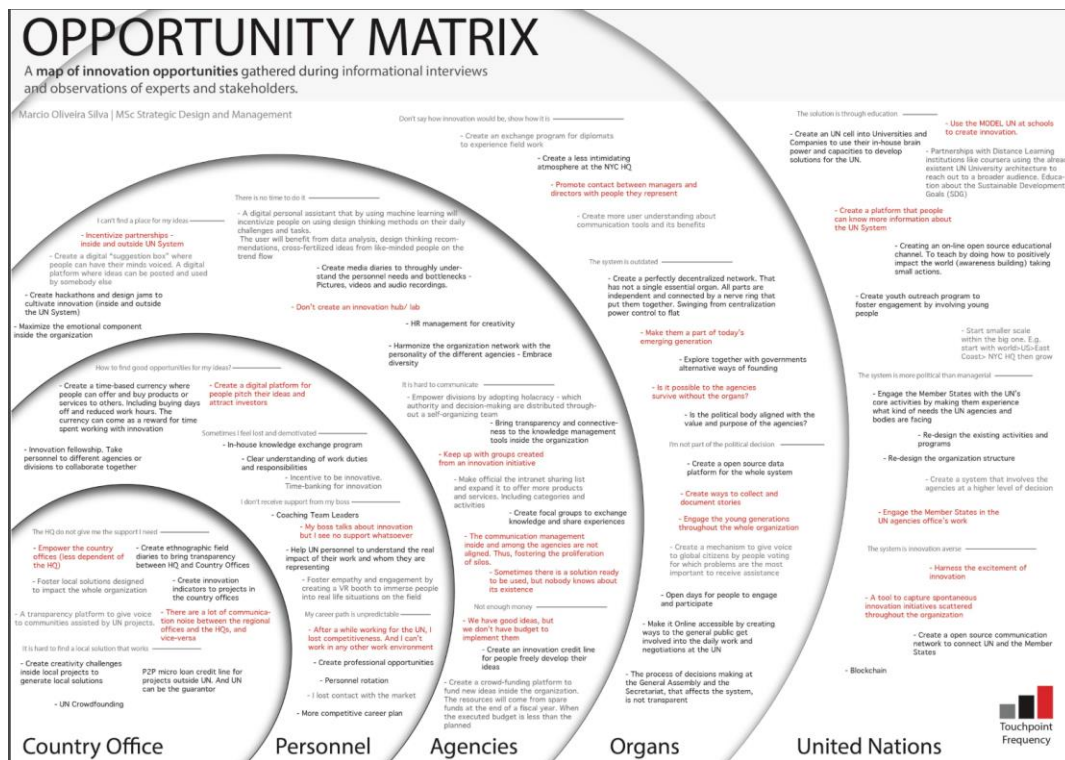 OPPORTUNITY MATRIX
A map of innovation opportunities gathered during informational interviews
and observations of experts and stakeholders.
Marcio Oliveira Silva | MSc Strategic Design and Management
I can't find a place for my ideas
- Incentivize partnerships -
inside and outside UN System
- Create a digital "suggestion box" where
people can have their minds voiced. A digital
platform where ideas can be posted and used
by somebody else
- Create hackathons and design jams to
cultivate innovation (inside and outside
the UN System)
- Maximize the emotional component
inside the organization
There is no time to do it
- A digital personal assistant that by using machine learning will
incentivize people on using design thinking methods on their daily
challenges and tasks.
The user will benefit from data analysis, design thinking recom-
mendations, cross-fertilized ideas from like-minded people on the
trend flow
- Create media diaries to throughly under-
stand the personnel needs and bottlenecks -
Pictures, videos and audio recordings.
- Don't create an innovation hub/ lab
- HR management for creativity
- Harmonize the organization network with the
personality of the different agencies - Embrace
diversity
How to find good opportunities for my ideas?
- Create a time-based currency where
people can offer and buy products or
services to others. Including buying days
off and reduced work hours. The
currency can come as a reward for time
spent working with innovation
- Create a digital platform for
people pitch their ideas and
attract investors
- Innovation fellowship. Take
personnel to different agencies or
divisions to collaborate together
Sometimes I feel lost and demotivated
- In-house knowledge exchange program
- Clear understanding of work duties
and responsibilities
- Incentive to be innovative.
Time-banking for innovation
I don't receive support from my boss
- Coaching Team Leaders
- My boss talks about innovation
but I see no support whatsoever
- Help UN personnel to understand the real
impact of their work and whom they are
representing
- Foster empathy and engagement by
creating a VR booth to immerse people
into real life situations on the field
My career path is unpredictable
- After a while working for the UN, I
lost competitiveness. And I can't
work in any other work environment
- Create professional opportunities
- Personnel rotation
- I lost contact with the market
- More competitive career plan
The HQ do not give me the support I need
- Empower the country
offices (less dependent of
the HQ)
- Create ethnographic field
diaries to bring transparency
between HQ and Country Offices
- Foster local solutions designed
to impact the whole organization
- Create innovation
indicators to projects in
the country offices
- A transparency platform to give voice
to communities assisted by UN projects.
- There are a lot of communica-
tion noise between the regional
offices and the HQs, and
vice-versa
It is hard to find a local solution that works
- Create creativity challenges
inside local projects to
generate local solutions
P2P micro loan credit line for
projects outside UN. And UN
can be the guarantor
- UN Crowdfunding
Don't say how innovation would be, show how it is
- Create an exchange program for diplomats
to experience field work
- Create a less intimidating
atmosphere at the NYC HQ
- Promote contact between managers and
directors with people they represent
- Create more user understanding about
communication tools and its benefits
It is hard to communicate
- Empower divisions by adopting holacracy - which
authority and decision-making are distributed through-
out a self-organizing team
- Bring transparency and connective-
ness to the knowledge management
tools inside the organization
- Keep up with groups created
from an innovation initiative
- Make official the intranet sharing list
and expand it to offer more products
and services. Including categories and
activities
- Create focal groups to exchange
knowledge and share experiences
- The communication management
inside and among the agencies are not
aligned. Thus, fostering the proliferation
of silos.
- Sometimes there is a solution ready
to be used, but nobody knows about
its existence
Not enough money
- We have good ideas, but
we don't have budget to
implement them
- Create an innovation credit line
for people freely develop their
ideas
- Create a crowd-funding platform to
fund new ideas inside the organization.
The resources will come from spare
funds at the end of a fiscal year. When
the executed budget is less than the
planned
The system is outdated
- Create a perfectly decentralized network. That
has not a single essential organ. All parts are
independent and connected by a nerve ring that
put them together. Swinging from centralization
power control to flat
- Make them a part of today's
emerging generation
- Explore together with governments
alternative ways of founding
- Is it possible to the agencies
survive without the organs?
- Is the political body aligned with the
value and purpose of the agencies?
I'm not part of the political decision
- Create a open source data
platform for the whole system
- Create ways to collect and
document stories
- Engage the young generations
throughout the whole organization
- Create a mechanism to give voice
to global citizens by people voting
for which problems are the most
important to receive assistance
- Open days for people to engage
and participate
- Make it Online accessible by creating
ways to the general public get
involved into the daily work and
negotiations at the UN
- The process of decisions making at
the General Assembly and the
Secretariat, that affects the system,
is not transparent
The solution is through education
- Create an UN cell into Universities and
Companies to use their in-house brain
power and capacities to develop
solutions for the UN.
- Use the MODEL UN at schools
to create innovation.
- Partnerships with Distance Learning
institutions like coursera using the alrea
existent UN University architecture to
reach out to a broader audience. Educa-
tion about the Sustainable Development
Goals (SDG)
- Create a platform that people
can know more information about
the UN System
- Creating an on-line open source educational
channel. To teach by doing how to positively
impact the world (awareness building) taking
small actions.
- Create youth outreach program to
foster engagement by involving young
people
- Start smaller scale
within the big one. E.g.
start with world>US>East
Coast> NYC HQ then grow
The system is more political than managerial
- Engage the Member States with the UN's
core activities by making them experience
what kind of needs the UN agencies and
bodies are facing
- Re-design the existing activities and
programs
- Re-design the organization structure
- Create a system that involves the
agencies at a higher level of decision
- Engage the Member States in the
UN agencies office's work
The system is innovation averse
- Harness the excitement of
innovation
- A tool to capture spontaneous
innovation initiatives scattered
throughout the organization
- Create a open source communication
network to connect UN and the Member
States
- Blockchain
Touchpoint
Frequency
Country Office
Personnel
Agencies
Organs
United Nations